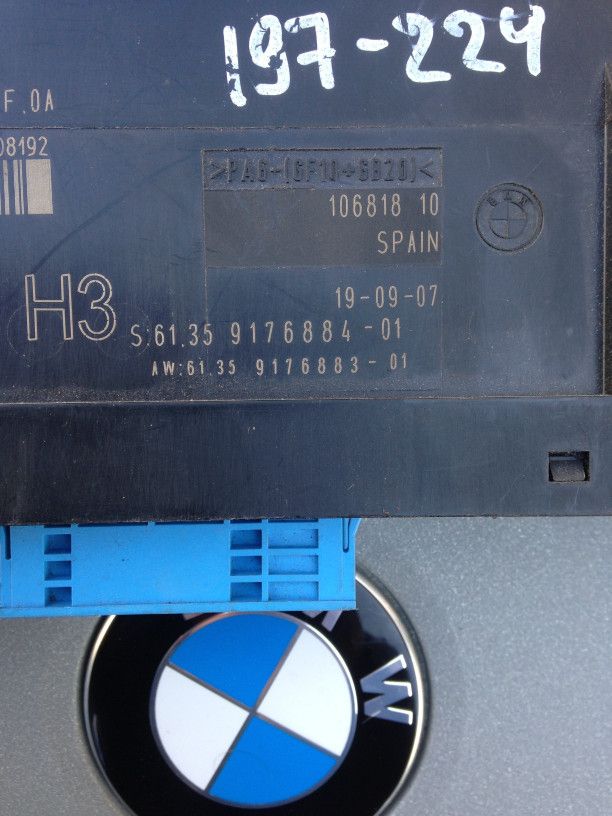 197-224
F.0A
08192
>PA6-(GF10+GB20)<
106818 10
SPAIN
BMW
H3
19-09-07
S:61.35 9176884-01
AW:61.35 9176883-01
W